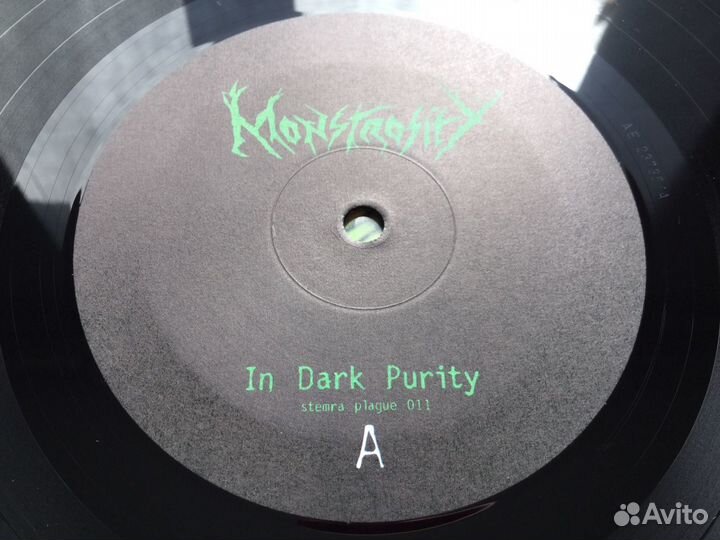 Monstrosity
In Dark Purity
stemra plague 011
A
Avito